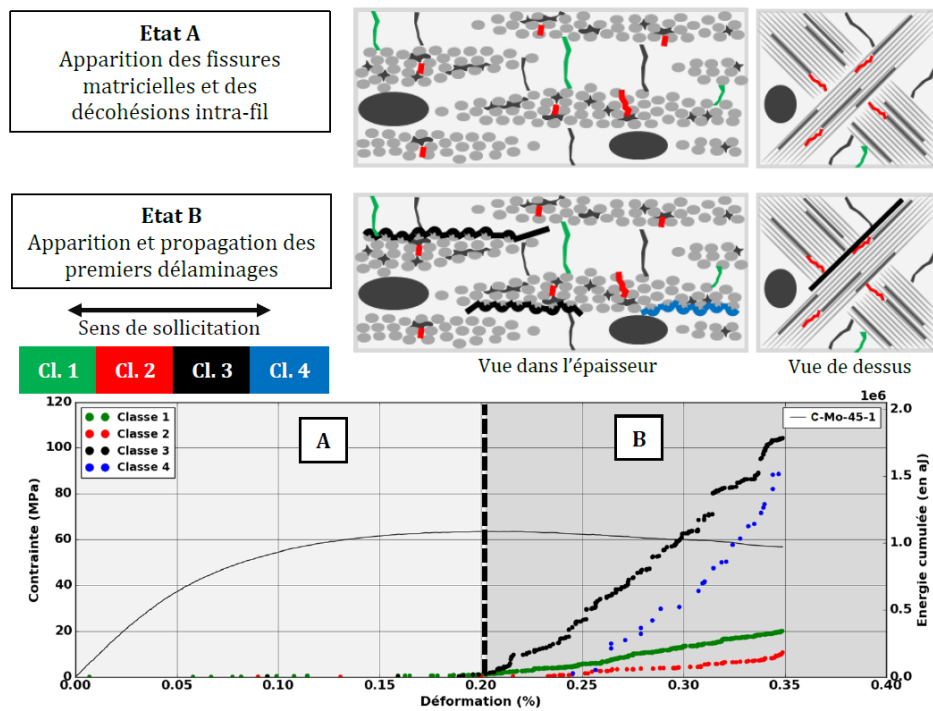 Etat A
Apparition des fissures
matricielles et des
décohésions intra-fil
Etat B
Apparition et propagation des
premiers délaminages
Sens de sollicitation
Cl. 1 Cl. 2 Cl. 3 Cl. 4
Vue dans l'épaisseur
Vue de dessus
1e6
120
100
80
60
40
20
0
Contrainte (MPa)
Classe 1
Classe 2
Classe 3
Classe 4
A
B
C-Mo-45-1
2.0
1.5
1.0
0.5
0.0
Energie cumulée (en aJ)
0.00 0.05 0.10 0.15 0.20 0.25 0.30 0.35 0.40
Déformation (%)